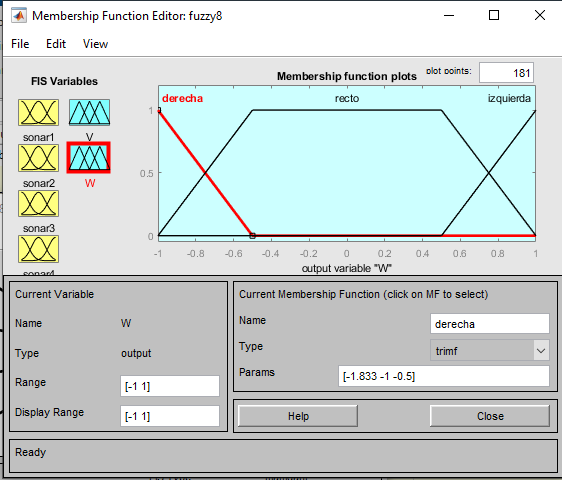 Membership Function Editor: fuzzy8
File Edit View
FIS Variables
sonar1
V
sonar2
W
sonar3
sonar4
Membership function plots
plot points:
181
derecha
recto
izquierda
1
0.5
0
-1 -0.8 -0.6 -0.4 -0.2 0 0.2 0.4 0.6 0.8 1
output variable "W"
Current Variable
Name W
Type output
Range [-1 1]
Display Range [-1 1]
Current Membership Function (click on MF to select)
Name derecha
Type trimf
Params [-1.833 -1 -0.5]
Help Close
Ready